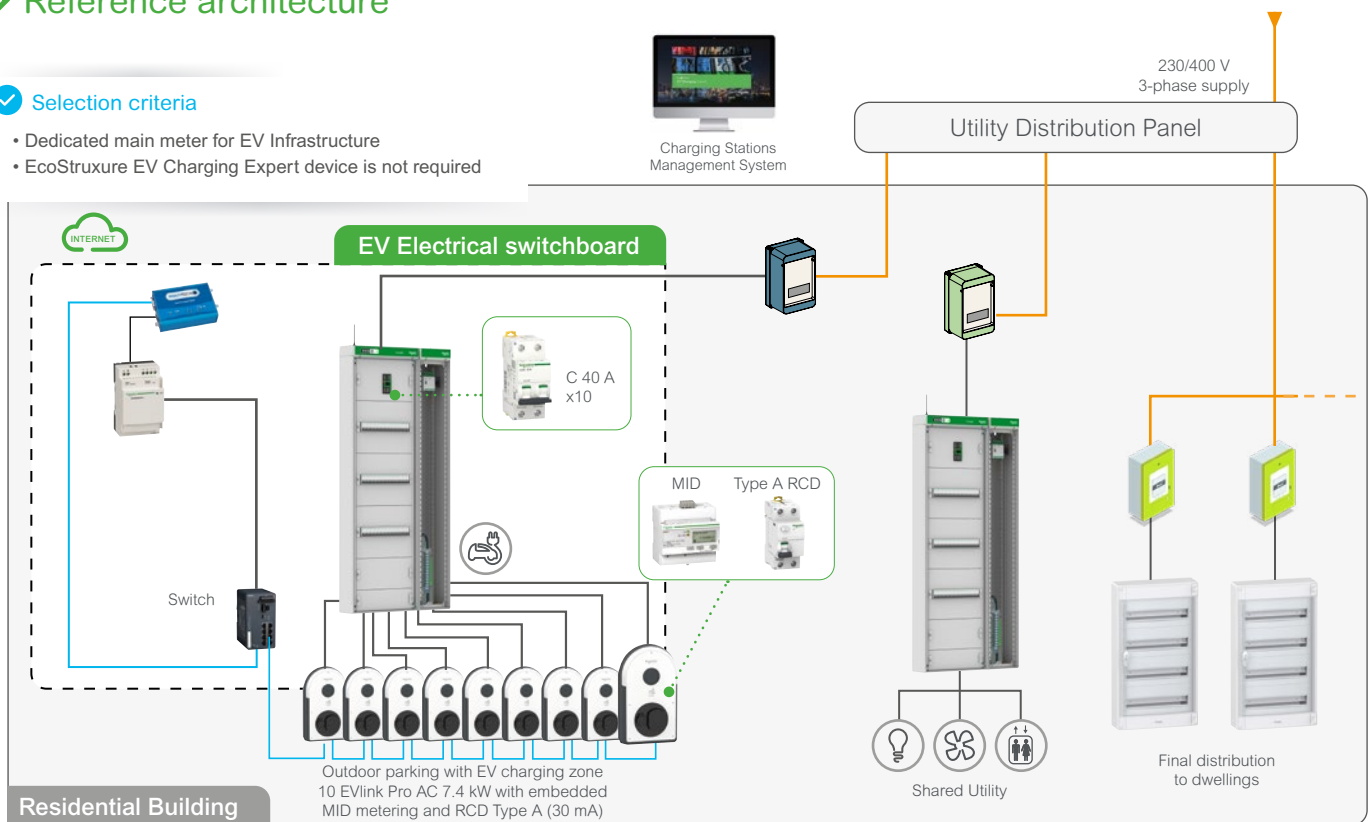 Reference architecture
Selection criteria
• Dedicated main meter for EV Infrastructure
• EcoStruxure EV Charging Expert device is not required
Charging Stations
Management System
230/400 V
3-phase supply
Utility Distribution Panel
INTERNET
EV Electrical switchboard
C 40 A
x10
MID
Type A RCD
Switch
Outdoor parking with EV charging zone
10 EVlink Pro AC 7.4 kW with embedded
MID metering and RCD Type A (30 mA)
Shared Utility
Final distribution
to dwellings
Residential Building